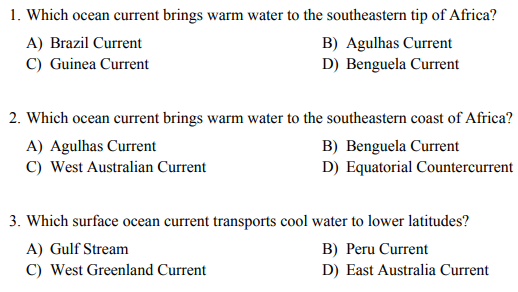 1. Which ocean current brings warm water to the southeastern tip of Africa?
A) Brazil Current B) Agulhas Current
C) Guinea Current D) Benguela Current
2. Which ocean current brings warm water to the southeastern coast of Africa?
A) Agulhas Current B) Benguela Current
C) West Australian Current D) Equatorial Countercurrent
3. Which surface ocean current transports cool water to lower latitudes?
A) Gulf Stream B) Peru Current
C) West Greenland Current D) East Australia Current